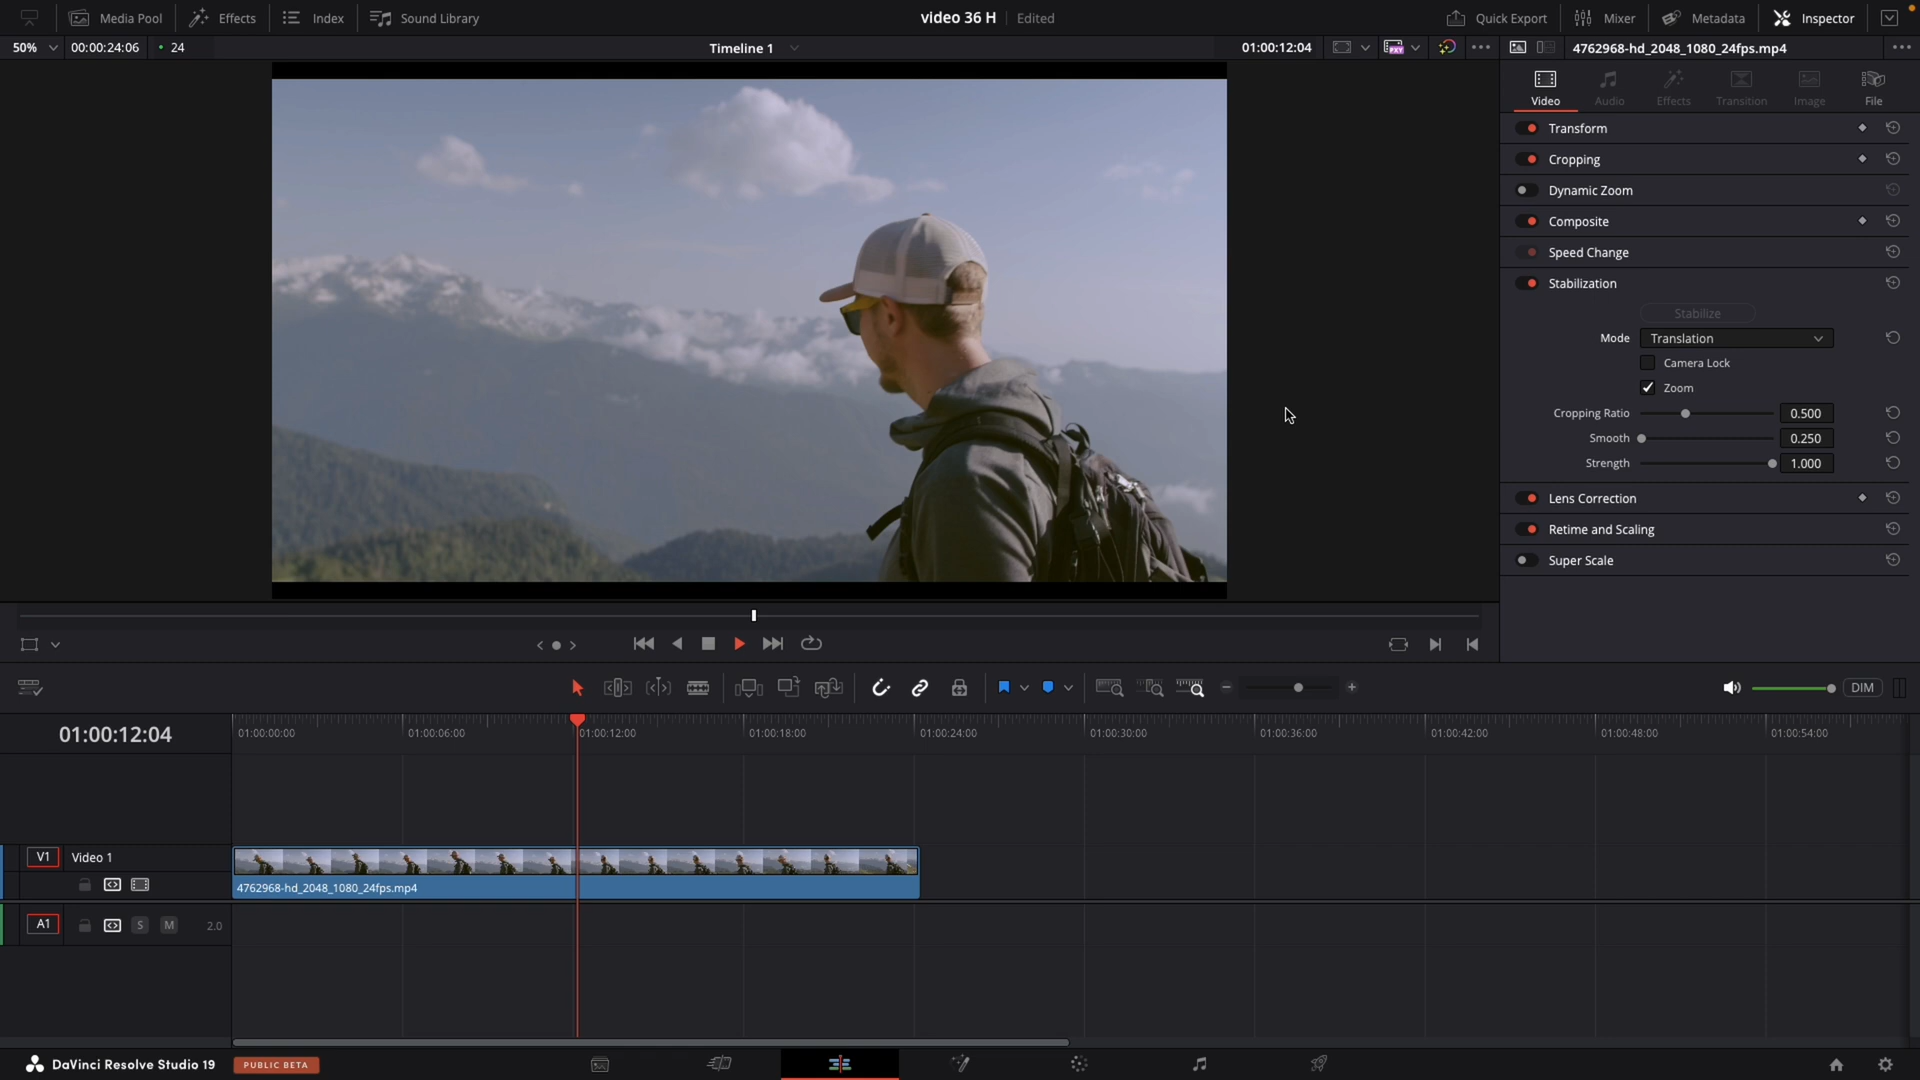 Media Pool Effects Index Sound Library video 36 H Edited Quick Export Mixer Metadata Inspector
50% 00:00:24:06 24 Timeline 1 01:00:12:04 PXY 4762968-hd_2048_1080_24fps.mp4
Video Audio Effects Transition Image File
Transform
Cropping
Dynamic Zoom
Composite
Speed Change
Stabilization
Stabilize
Mode Translation
Camera Lock
Zoom
Cropping Ratio 0.500
Smooth 0.250
Strength 1.000
Lens Correction
Retime and Scaling
Super Scale
DIM
01:00:12:04
01:00:00:00 01:00:06:00 01:00:12:00 01:00:18:00 01:00:24:00 01:00:30:00 01:00:36:00 01:00:42:00 01:00:48:00 01:00:54:00
V1 Video 1
4762968-hd_2048_1080_24fps.mp4
A1 S M 2.0
DaVinci Resolve Studio 19 PUBLIC BETA